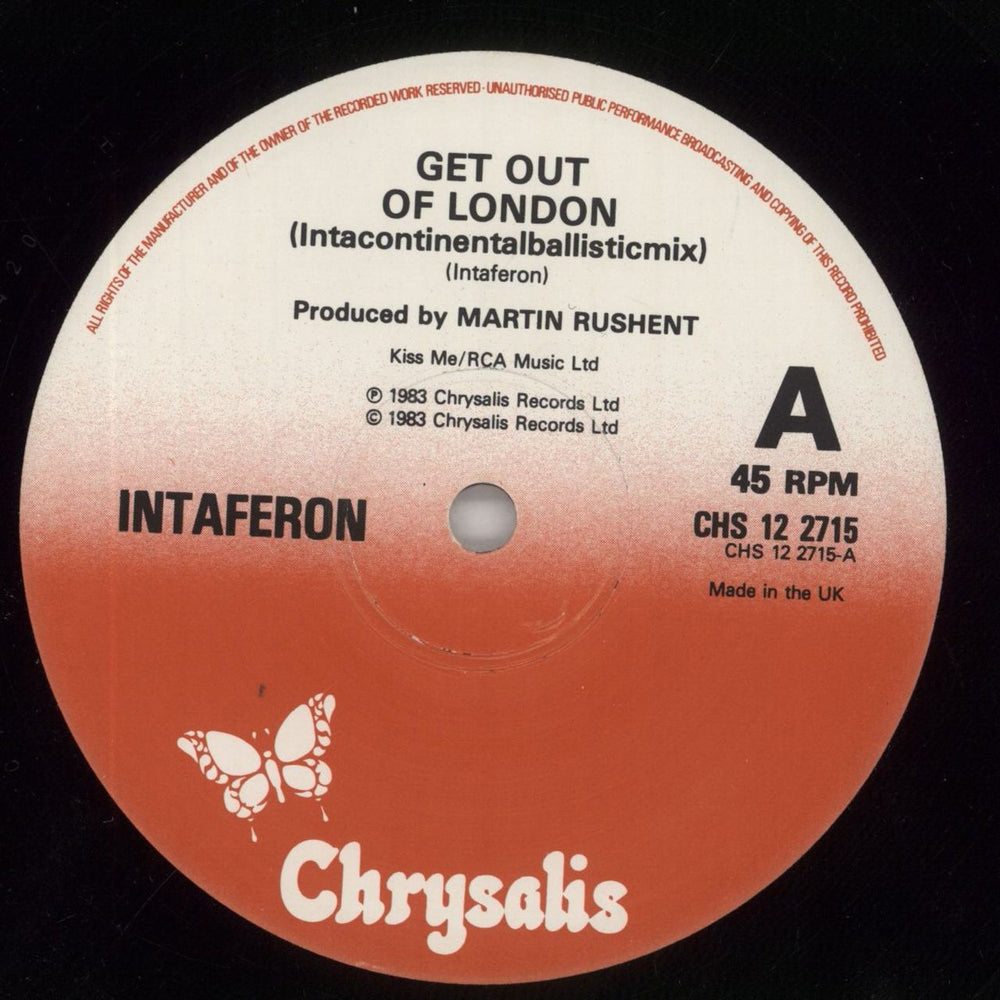 ALL RIGHTS OF THE MANUFACTURER AND OF THE OWNER OF THE RECORDED WORK RESERVED · UNAUTHORISED PUBLIC PERFORMANCE BROADCASTING AND COPYING OF THIS RECORD PROHIBITED
GET OUT
OF LONDON
(Intacontinentalballisticmix)
(Intaferon)
Produced by MARTIN RUSHENT
Kiss Me/RCA Music Ltd
℗ 1983 Chrysalis Records Ltd
© 1983 Chrysalis Records Ltd
A
45 RPM
INTAFERON
CHS 12 2715
CHS 12 2715-A
Made in the UK
Chrysalis